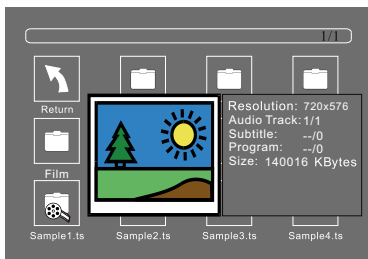 1/1
Return
Resolution: 720x576
Audio Track:1/1
Subtitle: --/0
Program: --/0
Size: 140016 KBytes
Film
Sample1.ts Sample2.ts Sample3.ts Sample4.ts